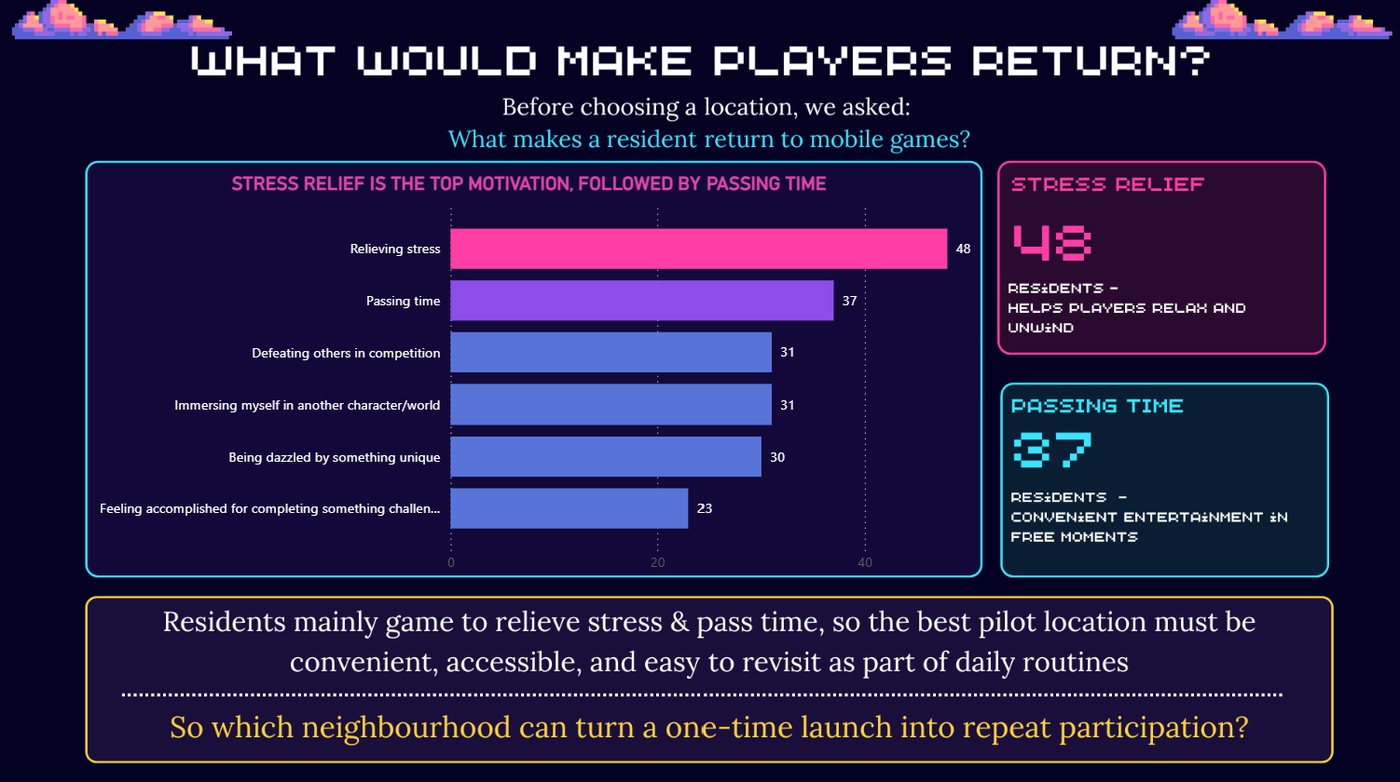 WHAT WOULD MAKE PLAYERS RETURN?
Before choosing a location, we asked:
What makes a resident return to mobile games?
STRESS RELIEF IS THE TOP MOTIVATION, FOLLOWED BY PASSING TIME
Relieving stress 48
Passing time 37
Defeating others in competition 31
Immersing myself in another character/world 31
Being dazzled by something unique 30
Feeling accomplished for completing something challen... 23
0 20 40
STRESS RELIEF
48
RESiDENTS -
HELPS PLAYERS RELAX AND
UNWiND
PASSING TIME
37
RESiDENTS -
CONVENiENT ENTERTAiNMENT iN
FREE MOMENTS
Residents mainly game to relieve stress & pass time, so the best pilot location must be
convenient, accessible, and easy to revisit as part of daily routines
So which neighbourhood can turn a one-time launch into repeat participation?